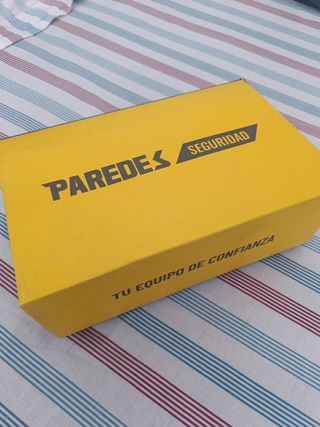 PAREDES SEGURIDAD
TU EQUIPO DE CONFIANZA